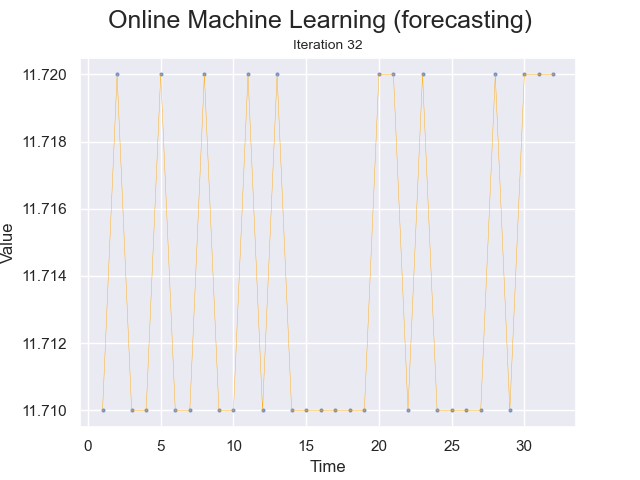 Online Machine Learning (forecasting)
Iteration 32
11.720
11.718
11.716
11.714
11.712
11.710
Value
0 5 10 15 20 25 30
Time